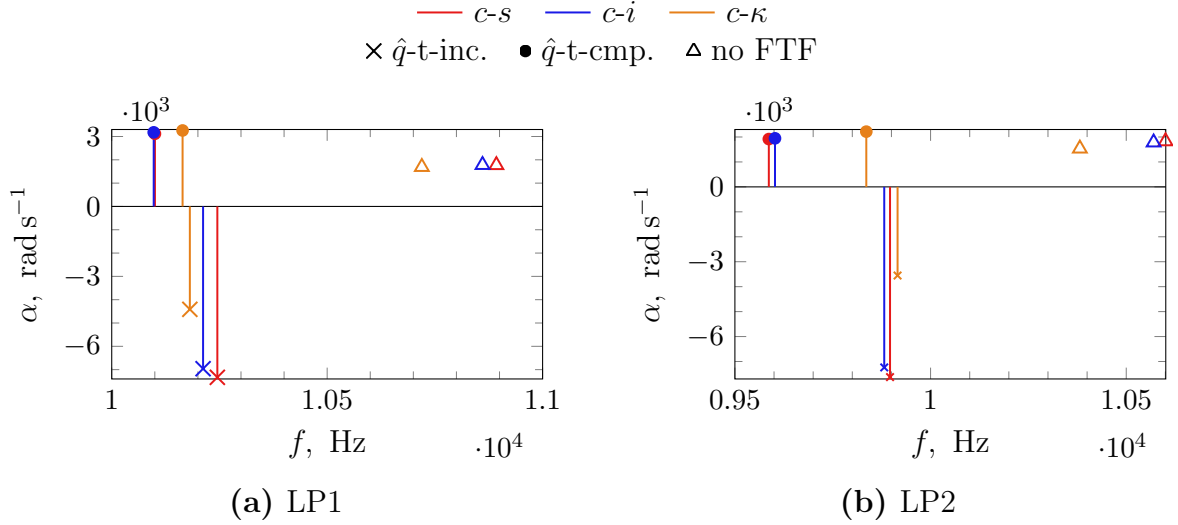 c-s c-i c-κ
q̂-t-inc. q̂-t-cmp. no FTF
·10³ ·10³
3 3
0 0
−3 −3
−6 −6
α, rad s⁻¹ α, rad s⁻¹
1 1.05 1.1 0.95 1 1.05
f, Hz ·10⁴ f, Hz ·10⁴
(a) LP1 (b) LP2